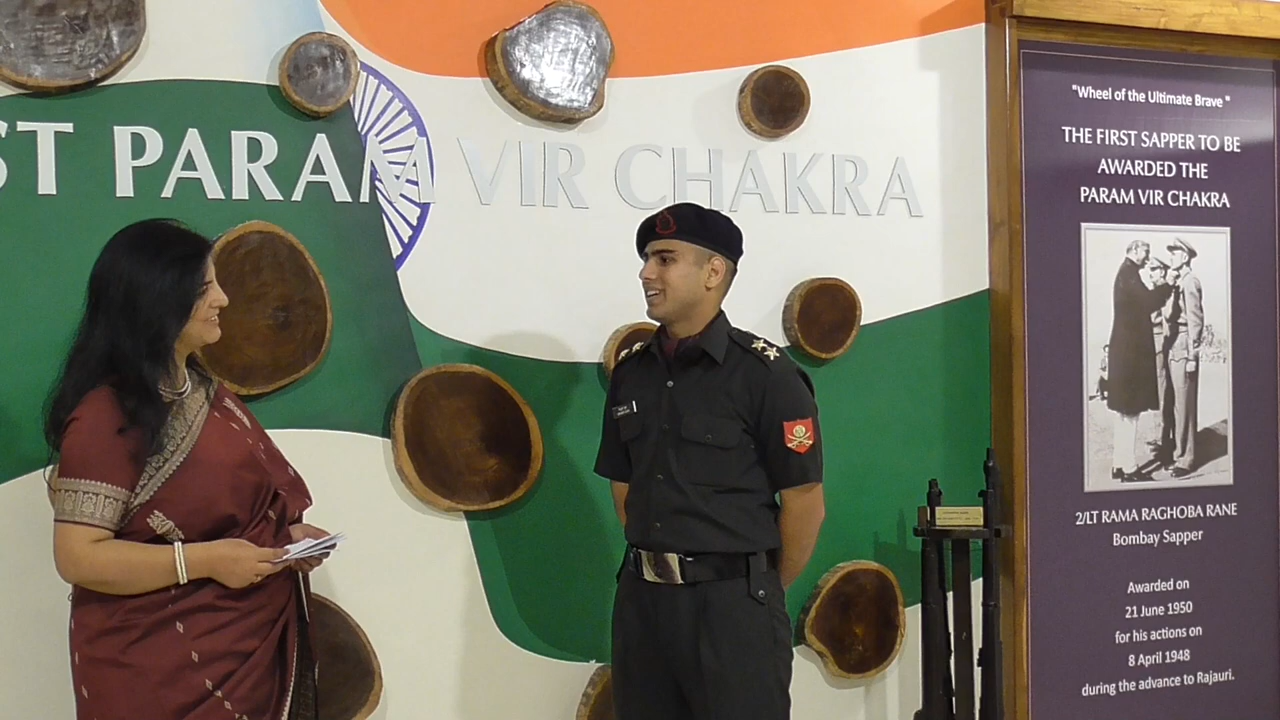 ST PARAM VIR CHAKRA
"Wheel of the Ultimate Brave "
THE FIRST SAPPER TO BE
AWARDED THE
PARAM VIR CHAKRA
2/LT RAMA RAGHOBA RANE
Bombay Sapper
Awarded on
21 June 1950
for his actions on
8 April 1948
during the advance to Rajauri.